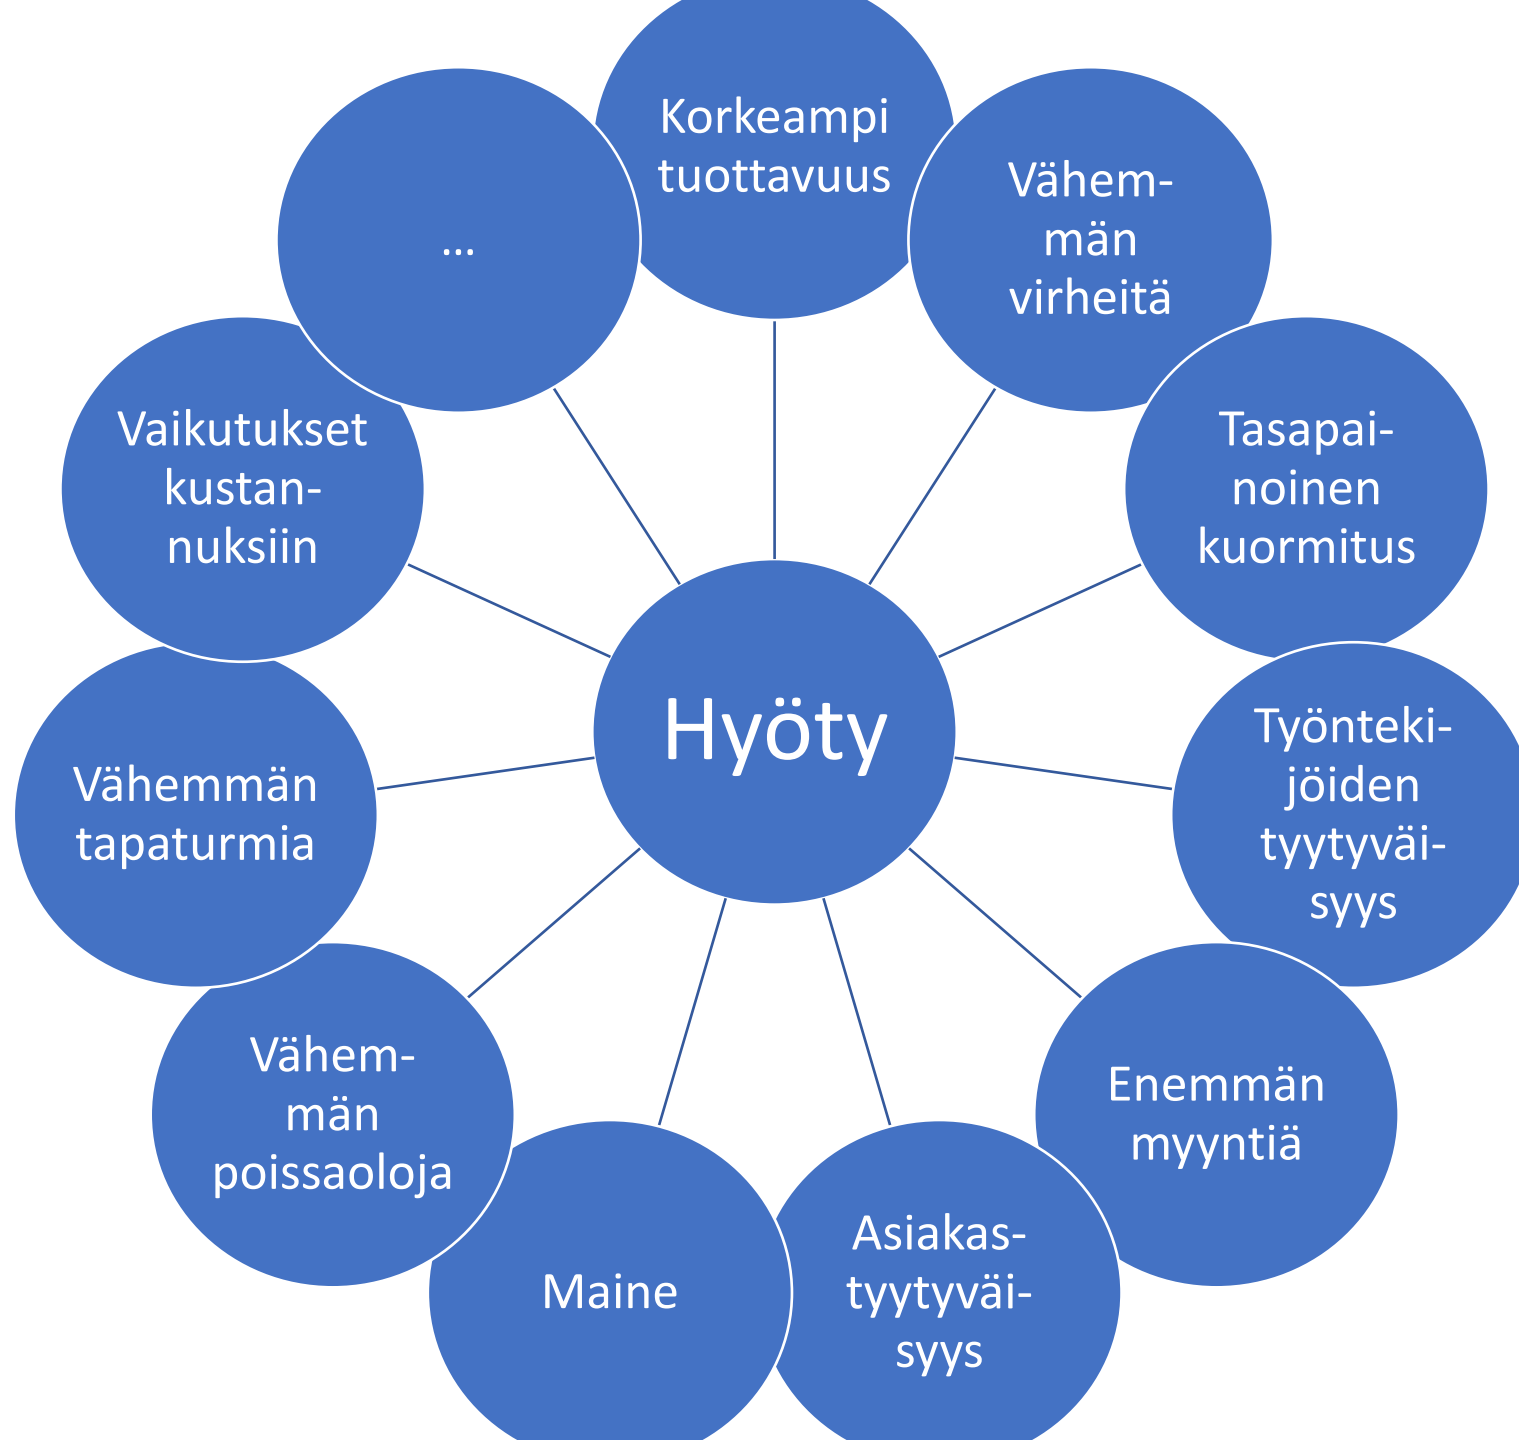 Korkeampi
tuottavuus
Vähem-
män
virheitä
Tasapai-
noinen
kuormitus
Työnteki-
jöiden
tyytyväi-
syys
Enemmän
myyntiä
Asiakas-
tyytyväi-
syys
Maine
Vähem-
män
poissaoloja
Vähemmän
tapaturmia
Vaikutukset
kustan-
nuksiin
...
Hyöty